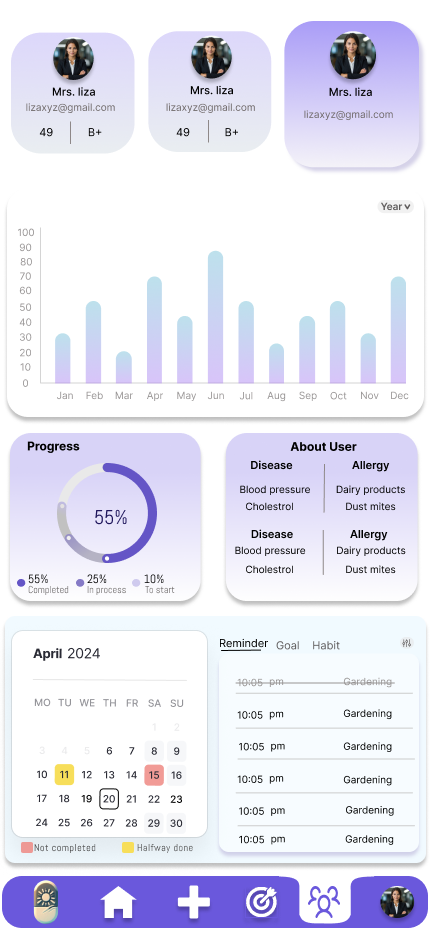 Mrs. liza
lizaxyz@gmail.com
49 B+
Mrs. liza
lizaxyz@gmail.com
49 B+
Mrs. liza
lizaxyz@gmail.com
Year
100
90
80
70
60
50
40
30
20
10
0
Jan Feb Mar Apr May Jun Jul Aug Sep Oct Nov Dec
Progress
55%
55% 25% 10%
Completed In process To start
About User
Disease Allergy
Blood pressure Dairy products
Cholestrol Dust mites
Disease Allergy
Blood pressure Dairy products
Cholestrol Dust mites
April 2024
MO TU WE TH FR SA SU
1 2
3 4 5 6 7 8 9
10 11 12 13 14 15 16
17 18 19 20 21 22 23
24 25 26 27 28 29 30
Not completed Halfway done
Reminder Goal Habit
10:05 pm Gardening
10:05 pm Gardening
10:05 pm Gardening
10:05 pm Gardening
10:05 pm Gardening
10:05 pm Gardening